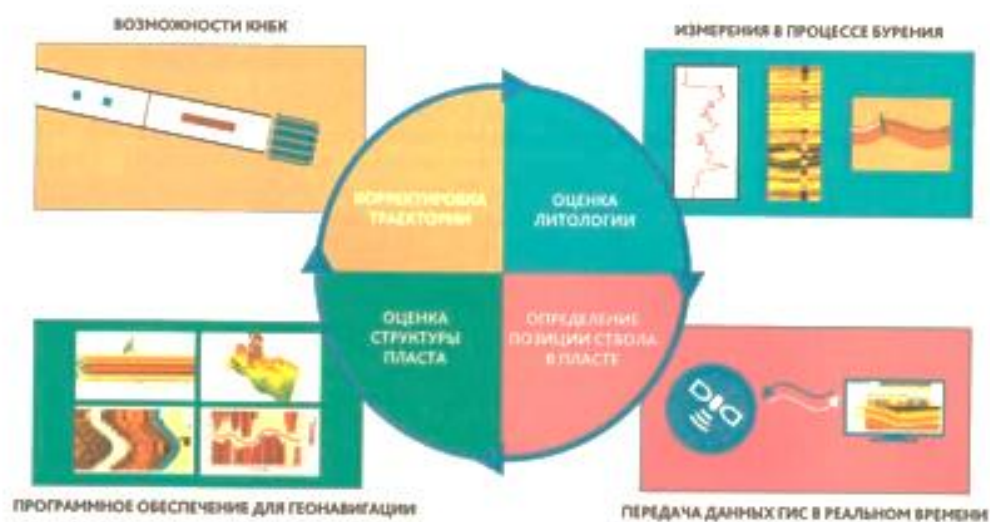 ВОЗМОЖНОСТИ КНБК
ИЗМЕРЕНИЯ В ПРОЦЕССЕ БУРЕНИЯ
КОРРЕКТИРОВКА
ТРАЕКТОРИИ
ОЦЕНКА
ЛИТОЛОГИИ
ОЦЕНКА
СТРУКТУРЫ
ПЛАСТА
ОПРЕДЕЛЕНИЕ
ПОЗИЦИИ СТВОЛА
В ПЛАСТЕ
ПРОГРАММНОЕ ОБЕСПЕЧЕНИЕ ДЛЯ ГЕОНАВИГАЦИИ
ПЕРЕДАЧА ДАННЫХ ГИС В РЕАЛЬНОМ ВРЕМЕНИ